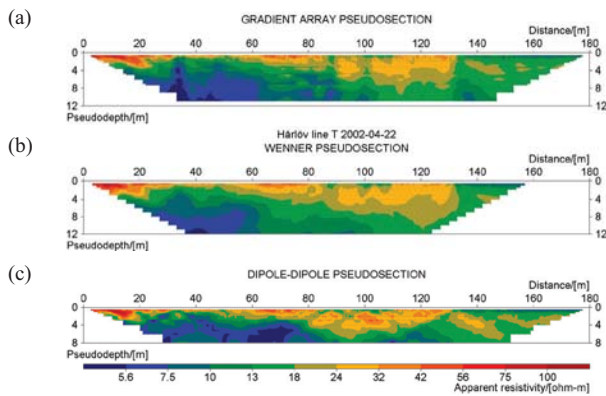 (a)
GRADIENT ARRAY PSEUDOSECTION
Distance/[m]
0 20 40 60 80 100 120 140 160 180
0
4
8
12
0
4
8
12
Pseudodepth/[m]
(b)
Hårlöv line T 2002-04-22
WENNER PSEUDOSECTION
Distance/[m]
0 20 40 60 80 100 120 140 160 180
0
4
8
12
0
4
8
12
Pseudodepth/[m]
(c)
DIPOLE-DIPOLE PSEUDOSECTION
Distance/[m]
0 20 40 60 80 100 120 140 160 180
0
4
8
0
4
8
Pseudodepth/[m]
5.6 7.5 10 13 18 24 32 42 56 75 100
Apparent resistivity/[ohm-m]